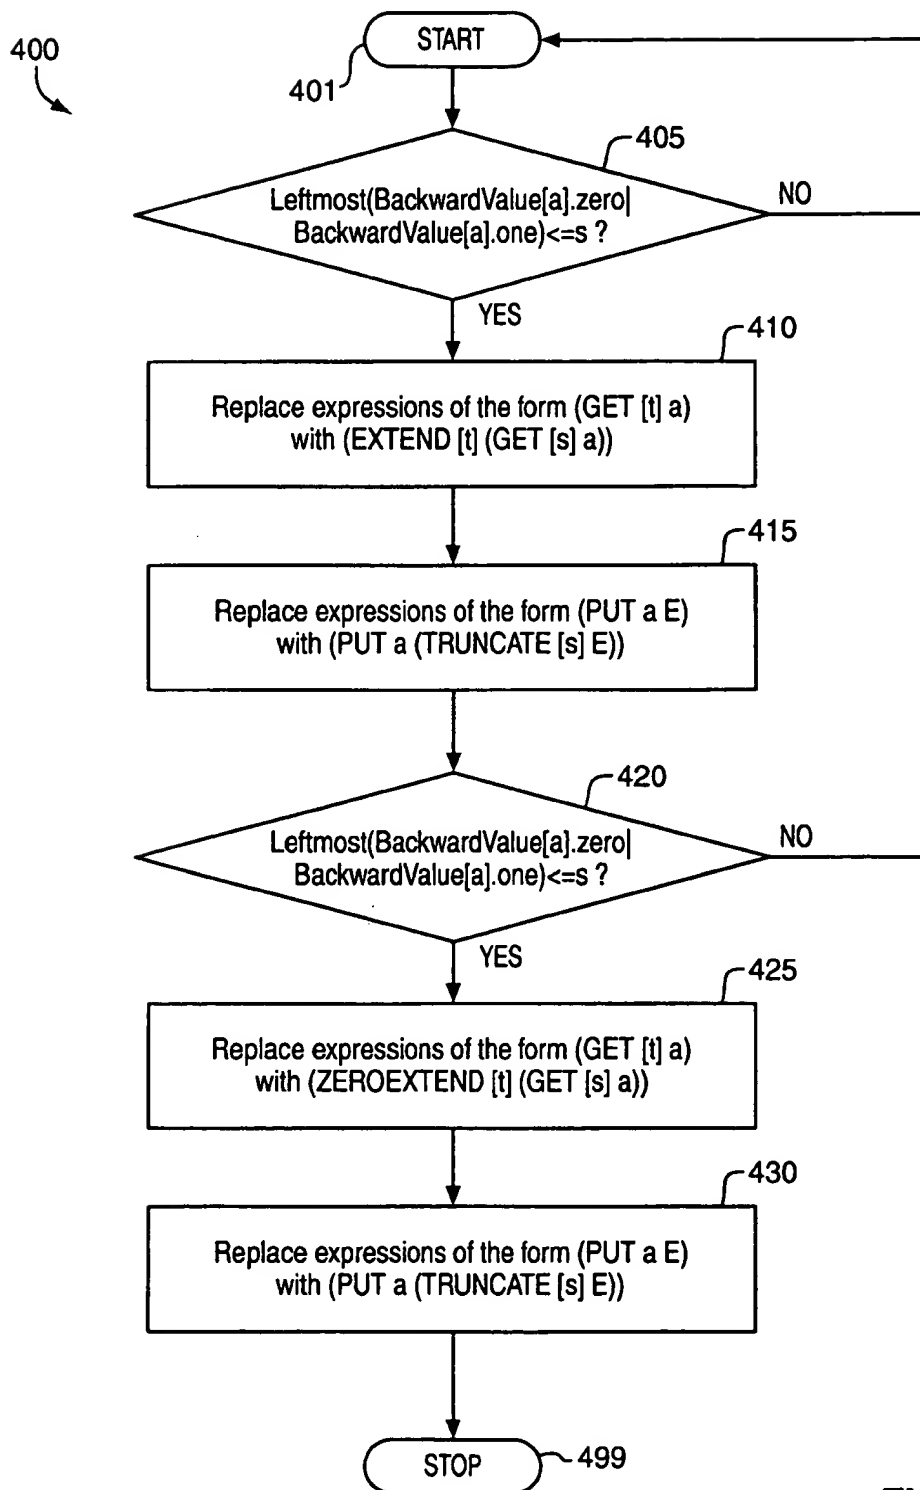 400
START
401
405
Leftmost(BackwardValue[a].zero|
BackwardValue[a].one)<=s ?
NO
YES
410
Replace expressions of the form (GET [t] a)
with (EXTEND [t] (GET [s] a))
415
Replace expressions of the form (PUT a E)
with (PUT a (TRUNCATE [s] E))
420
Leftmost(BackwardValue[a].zero|
BackwardValue[a].one)<=s ?
NO
YES
425
Replace expressions of the form (GET [t] a)
with (ZEROEXTEND [t] (GET [s] a))
430
Replace expressions of the form (PUT a E)
with (PUT a (TRUNCATE [s] E))
STOP
499